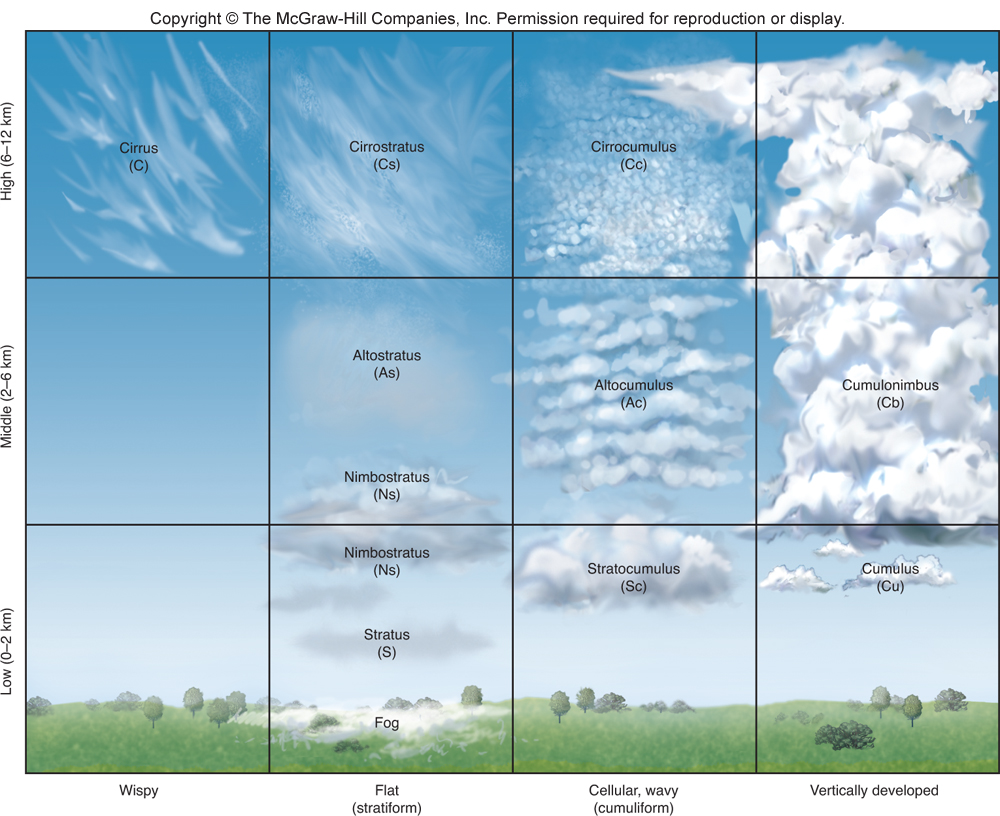 Copyright © The McGraw-Hill Companies, Inc. Permission required for reproduction or display.
High (6–12 km)
Cirrus
(C)
Cirrostratus
(Cs)
Cirrocumulus
(Cc)
Middle (2–6 km)
Altostratus
(As)
Altocumulus
(Ac)
Cumulonimbus
(Cb)
Nimbostratus
(Ns)
Low (0–2 km)
Nimbostratus
(Ns)
Stratocumulus
(Sc)
Cumulus
(Cu)
Stratus
(S)
Fog
Wispy
Flat
(stratiform)
Cellular, wavy
(cumuliform)
Vertically developed